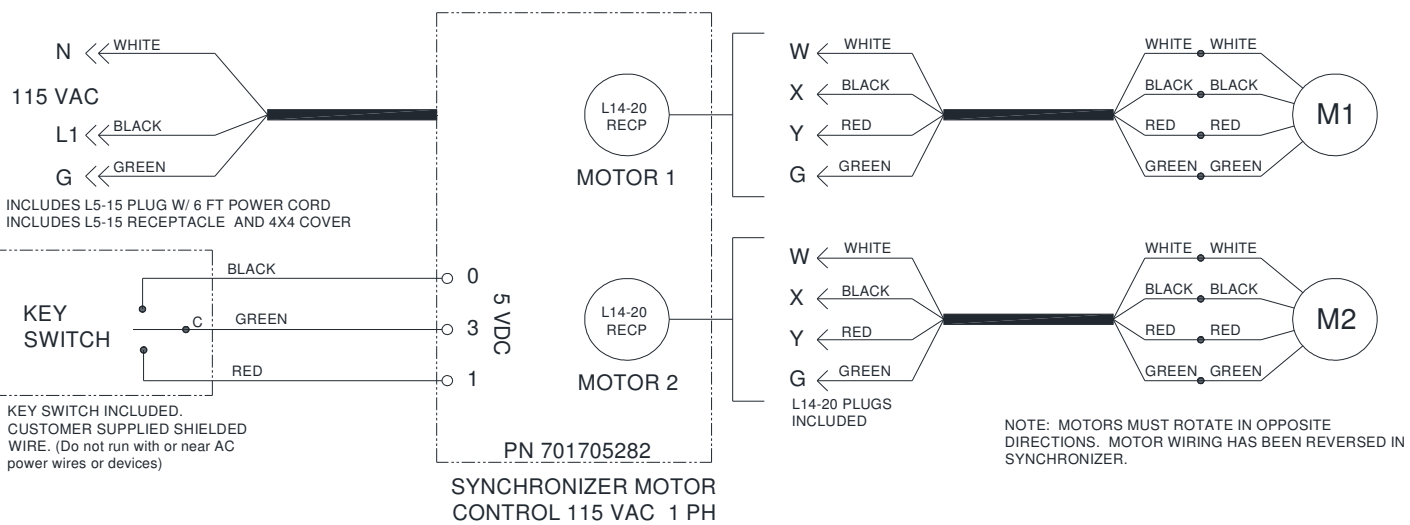 N WHITE
115 VAC
L1 BLACK
G GREEN
INCLUDES L5-15 PLUG W/ 6 FT POWER CORD
INCLUDES L5-15 RECEPTACLE AND 4X4 COVER
KEY
SWITCH
C
BLACK
GREEN
RED
0
3
1
5 VDC
KEY SWITCH INCLUDED.
CUSTOMER SUPPLIED SHIELDED
WIRE. (Do not run with or near AC
power wires or devices)
L14-20
RECP
MOTOR 1
L14-20
RECP
MOTOR 2
PN 701705282
SYNCHRONIZER MOTOR
CONTROL 115 VAC 1 PH
W WHITE
X BLACK
Y RED
G GREEN
WHITE WHITE
BLACK BLACK
RED RED
GREEN GREEN
M1
W WHITE
X BLACK
Y RED
G GREEN
L14-20 PLUGS
INCLUDED
WHITE WHITE
BLACK BLACK
RED RED
GREEN GREEN
M2
NOTE: MOTORS MUST ROTATE IN OPPOSITE
DIRECTIONS. MOTOR WIRING HAS BEEN REVERSED IN
SYNCHRONIZER.